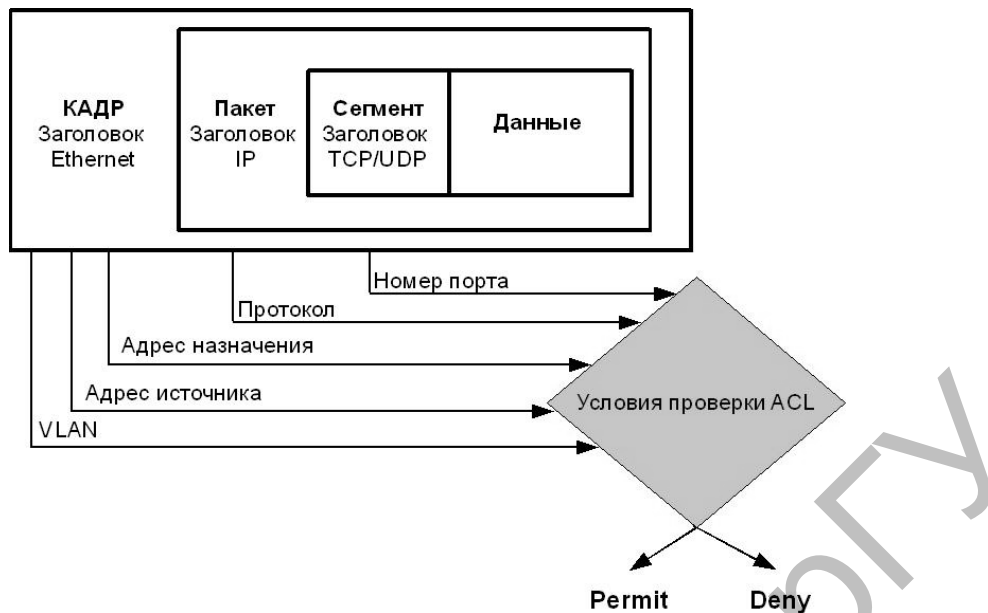 КАДР
Заголовок
Ethernet
Пакет
Заголовок
IP
Сегмент
Заголовок
TCP/UDP
Данные
Номер порта
Протокол
Адрес назначения
Адрес источника
VLAN
Условия проверки ACL
Permit
Deny